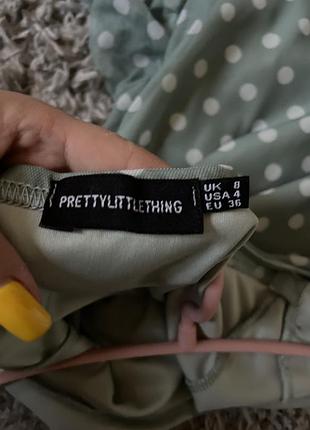 PRETTYLITTLETHING
UK 8
USA 4
EU 36